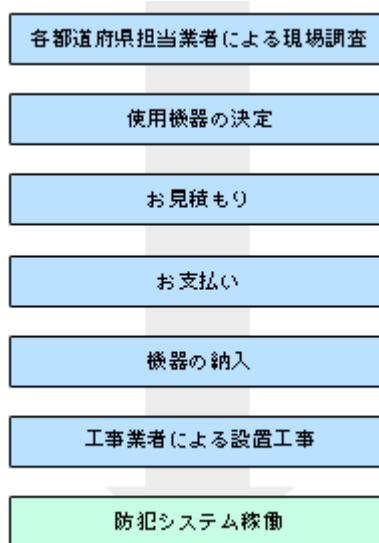 各都道府県担当業者による現場調査
使用機器の決定
お見積もり
お支払い
機器の納入
工事業者による設置工事
防犯システム稼働